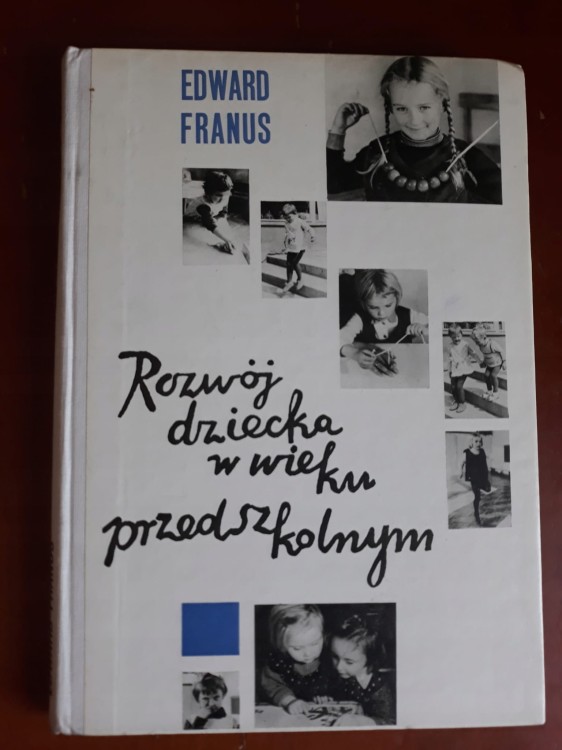 EDWARD
FRANUS
Rozwój
dziecka
w wieku
przedszkolnym